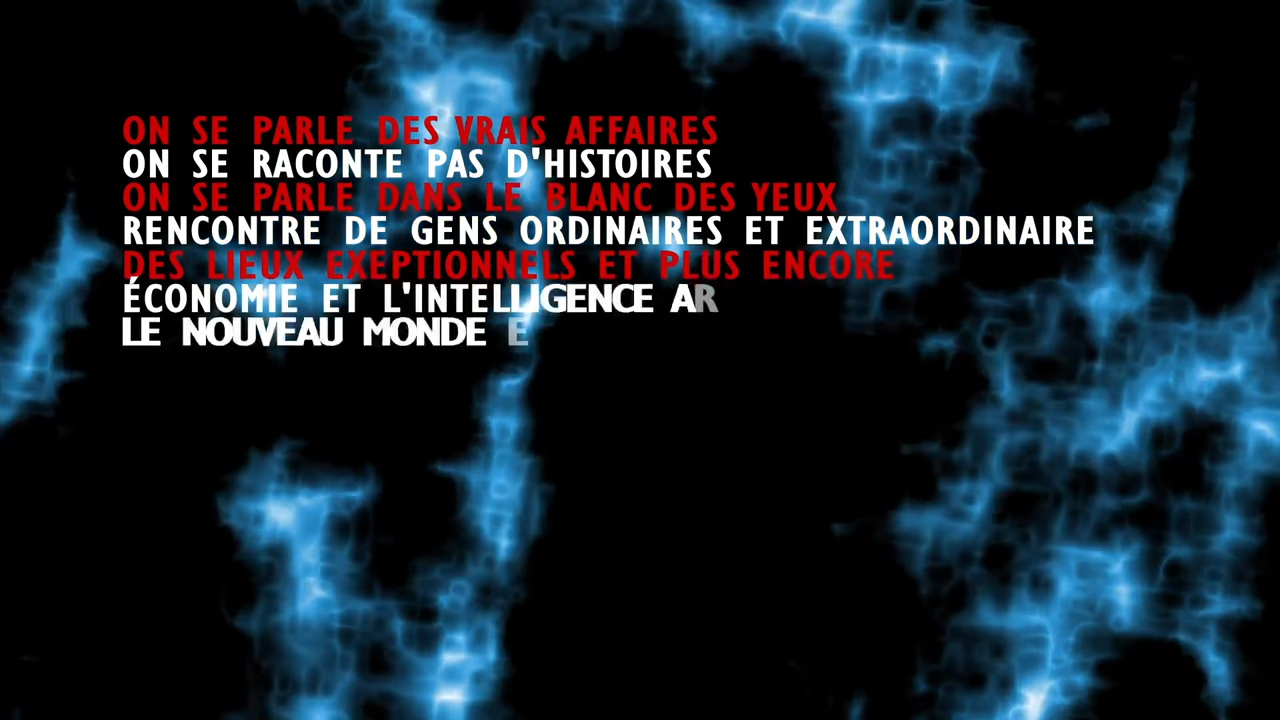 ON SE PARLE DES VRAIS AFFAIRES
ON SE RACONTE PAS D'HISTOIRES
ON SE PARLE DANS LE BLANC DES YEUX
RENCONTRE DE GENS ORDINAIRES ET EXTRAORDINAIRE
DES LIEUX EXEPTIONNELS ET PLUS ENCORE
ÉCONOMIE ET L'INTELLIGENCE AR
LE NOUVEAU MONDE E